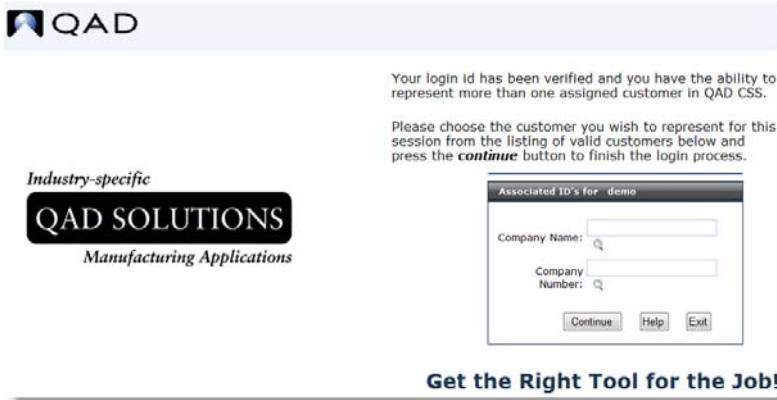 QAD
Your login id has been verified and you have the ability to
represent more than one assigned customer in QAD CSS.
Please choose the customer you wish to represent for this
session from the listing of valid customers below and
press the continue button to finish the login process.
Industry-specific
QAD SOLUTIONS
Manufacturing Applications
Associated ID's for demo
Company Name:
Company
Number:
Continue Help Exit
Get the Right Tool for the Job!